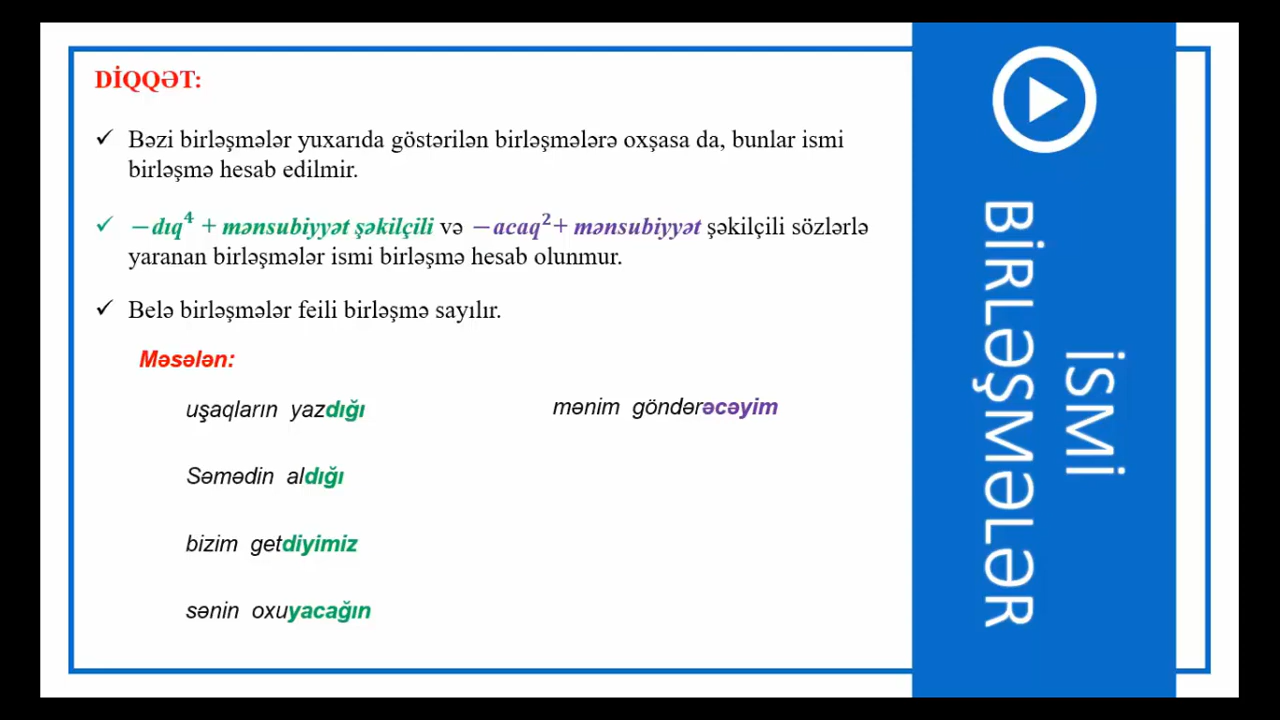 DİQQƏT:
Bəzi birləşmələr yuxarıda göstərilən birləşmələrə oxşasa da, bunlar ismi
birləşmə hesab edilmir.
–dıq⁴ + mənsubiyyət şəkilçili və –acaq²+ mənsubiyyət şəkilçili sözlərlə
yaranan birləşmələr ismi birləşmə hesab olunmur.
Belə birləşmələr feili birləşmə sayılır.
Məsələn:
uşaqların yazdığı
mənim göndərəcəyim
Səmədin aldığı
bizim getdiyimiz
sənin oxuyacağın
İSMİ
BİRLƏŞMƏLƏR